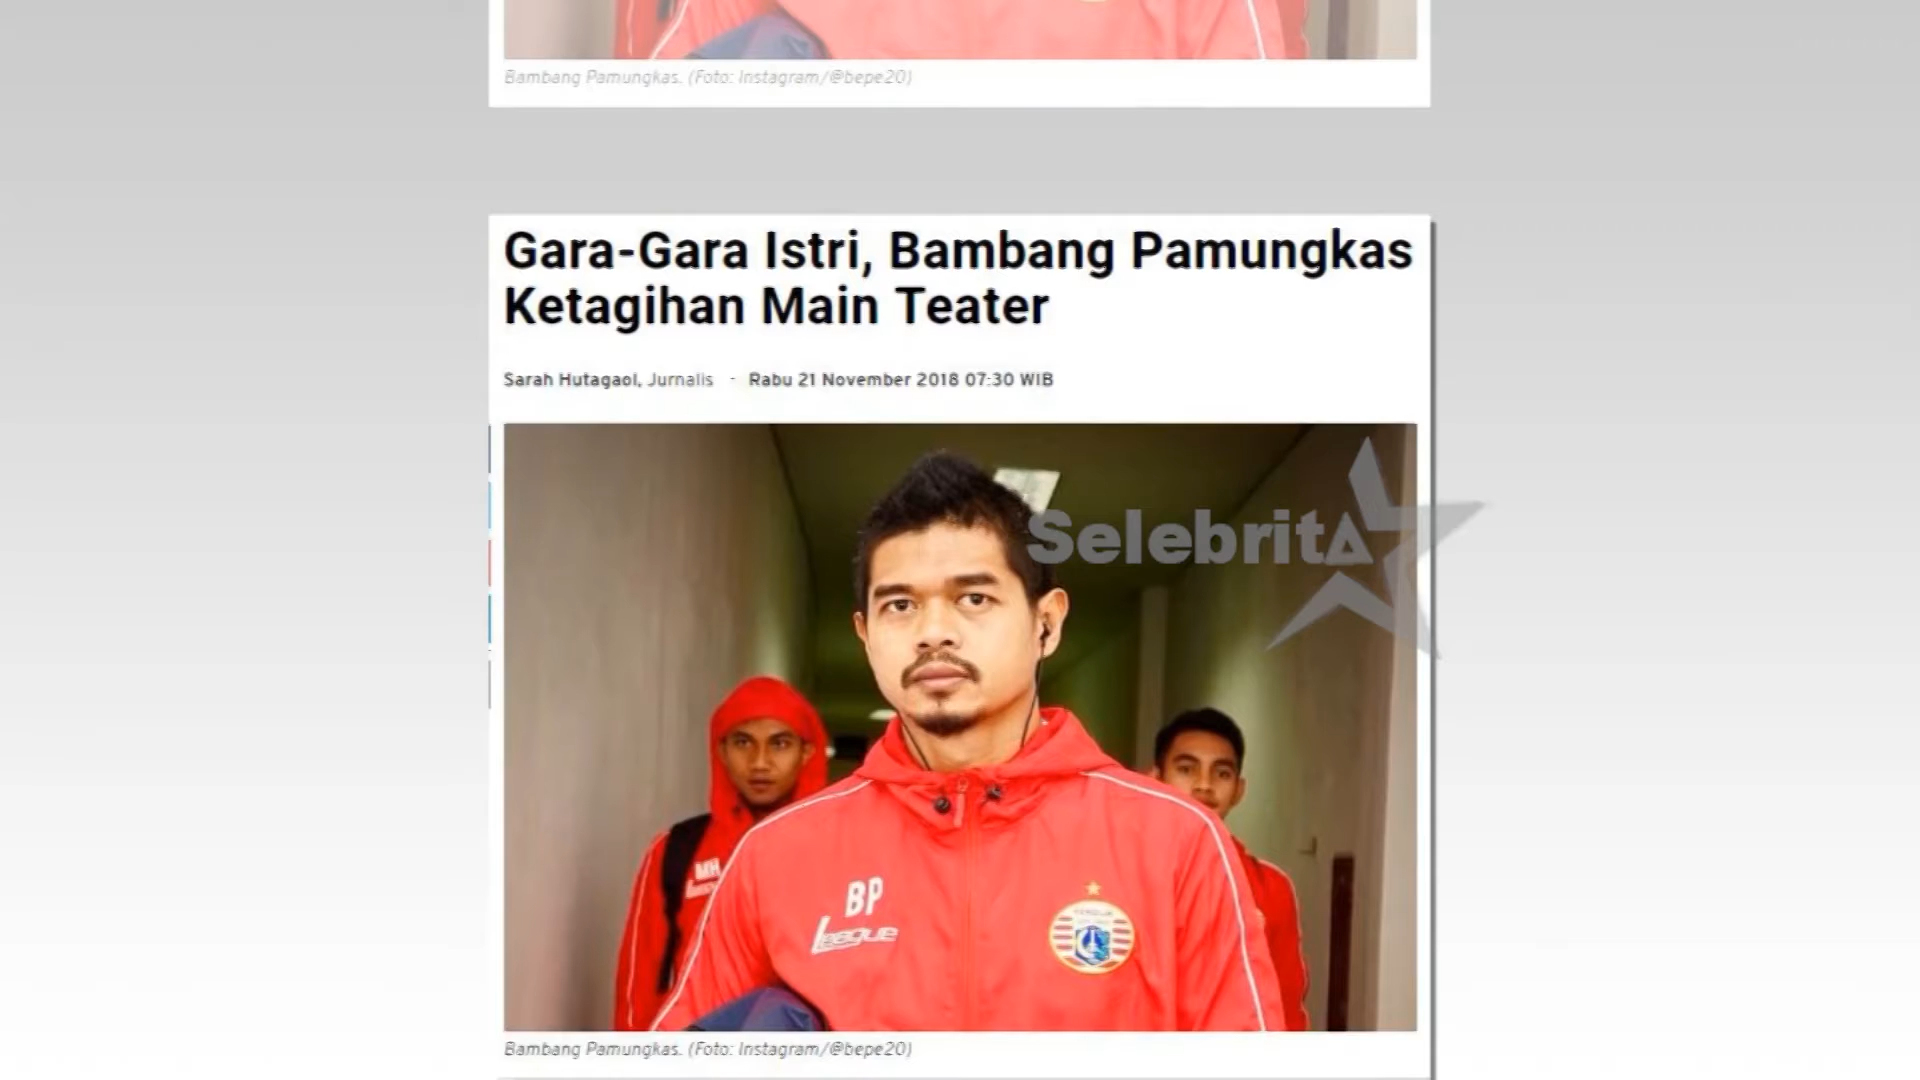 Bambang Pamungkas. (Foto: Instagram/@bepe20)
Gara-Gara Istri, Bambang Pamungkas
Ketagihan Main Teater
Sarah Hutagaol, Jurnalis - Rabu 21 November 2018 07:30 WIB
Selebrita
MH
BP
League
Bambang Pamungkas. (Foto: Instagram/@bepe20)